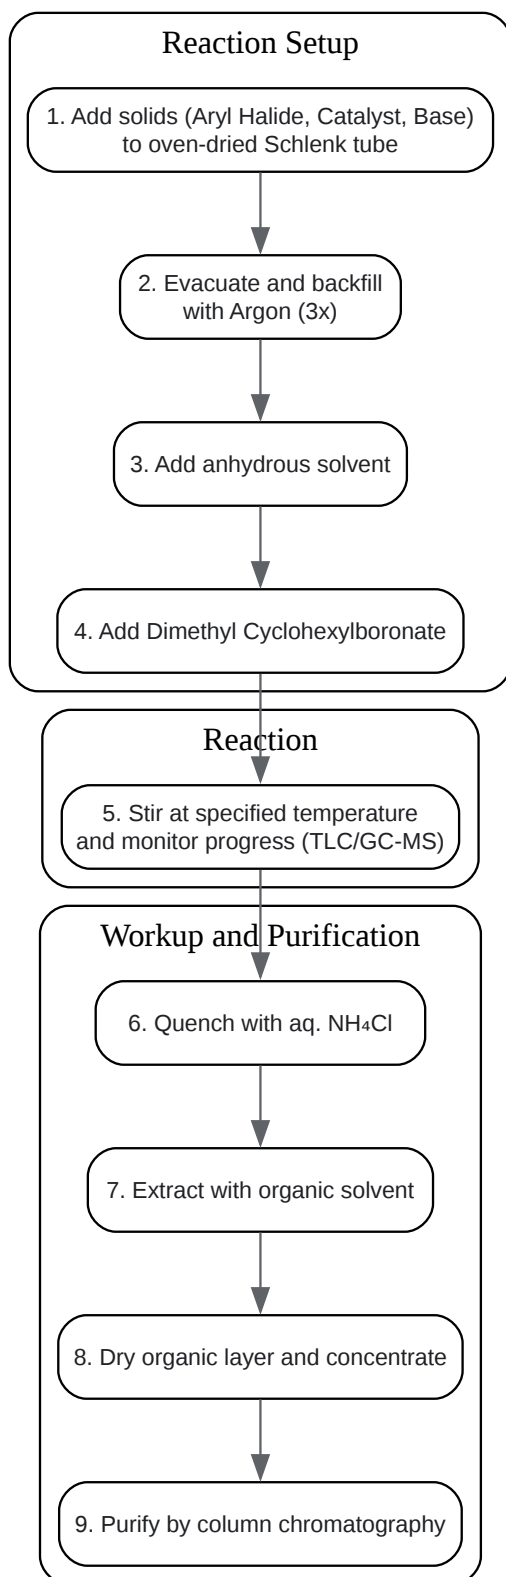 Reaction Setup
1. Add solids (Aryl Halide, Catalyst, Base)
to oven-dried Schlenk tube
2. Evacuate and backfill
with Argon (3x)
3. Add anhydrous solvent
4. Add Dimethyl Cyclohexylboronate
Reaction
5. Stir at specified temperature
and monitor progress (TLC/GC-MS)
Workup and Purification
6. Quench with aq. NH₄Cl
7. Extract with organic solvent
8. Dry organic layer and concentrate
9. Purify by column chromatography